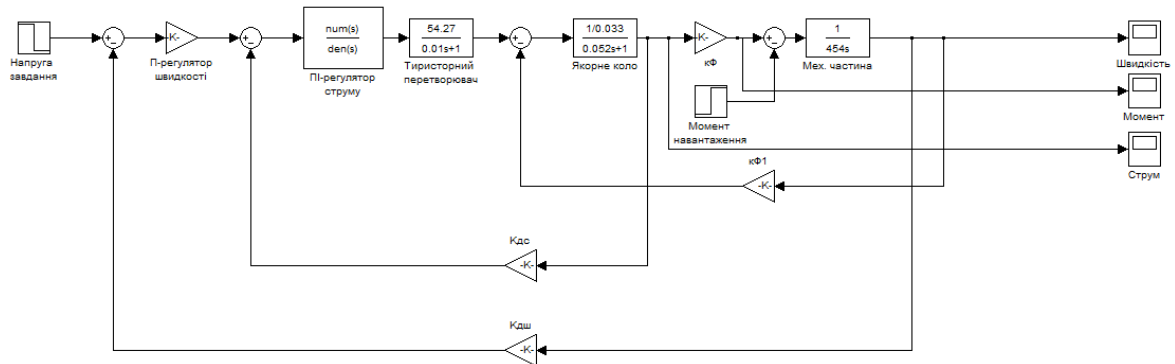 Напруга
завдання
K-
П-регулятор
швидкості
num(s)
den(s)
ПІ-регулятор
струму
54.27
0.01s+1
Тиристорний
перетворювач
1/0.033
0.052s+1
Якорне коло
K-
кФ
1
454s
Мех. частина
Швидкість
Момент
навантаження
Момент
Струм
кФ1
-K-
Кдс
-K-
Кдш
-K-